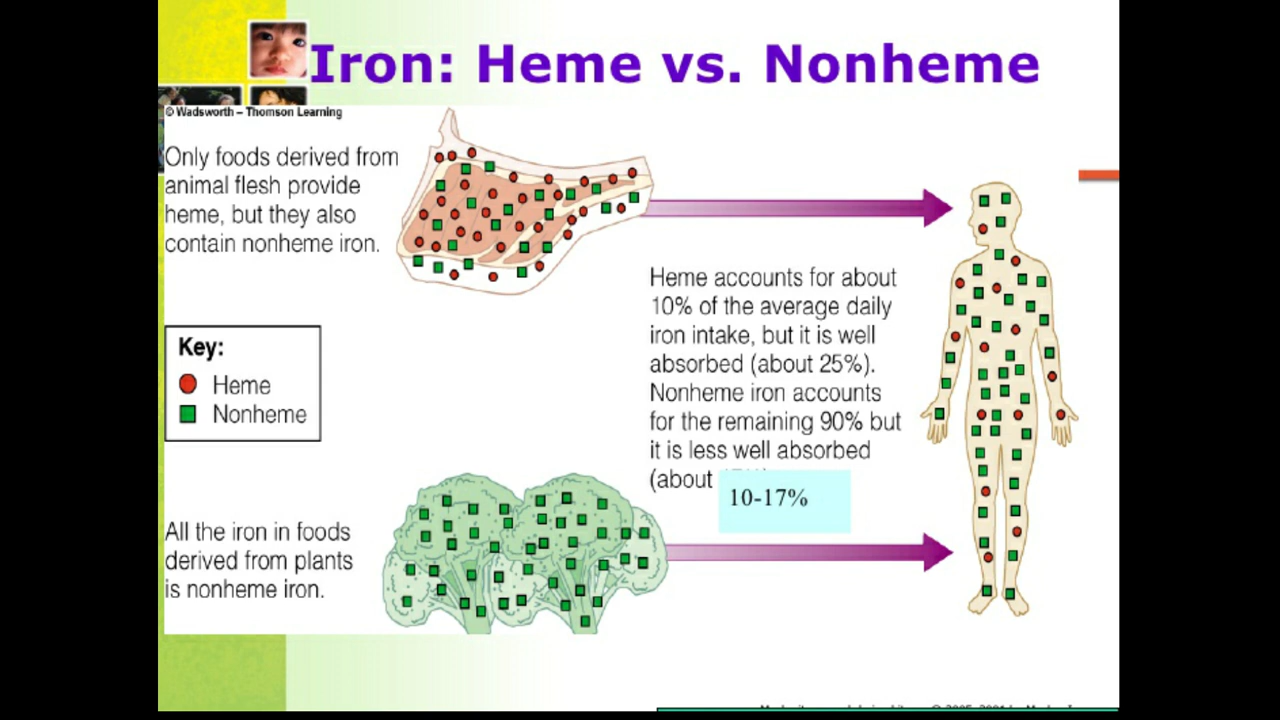 Iron: Heme vs. Nonheme
© Wadsworth – Thomson Learning
Only foods derived from
animal flesh provide
heme, but they also
contain nonheme iron.
Key:
Heme
Nonheme
Heme accounts for about
10% of the average daily
iron intake, but it is well
absorbed (about 25%).
Nonheme iron accounts
for the remaining 90% but
it is less well absorbed
(about
10-17%
All the iron in foods
derived from plants
is nonheme iron.